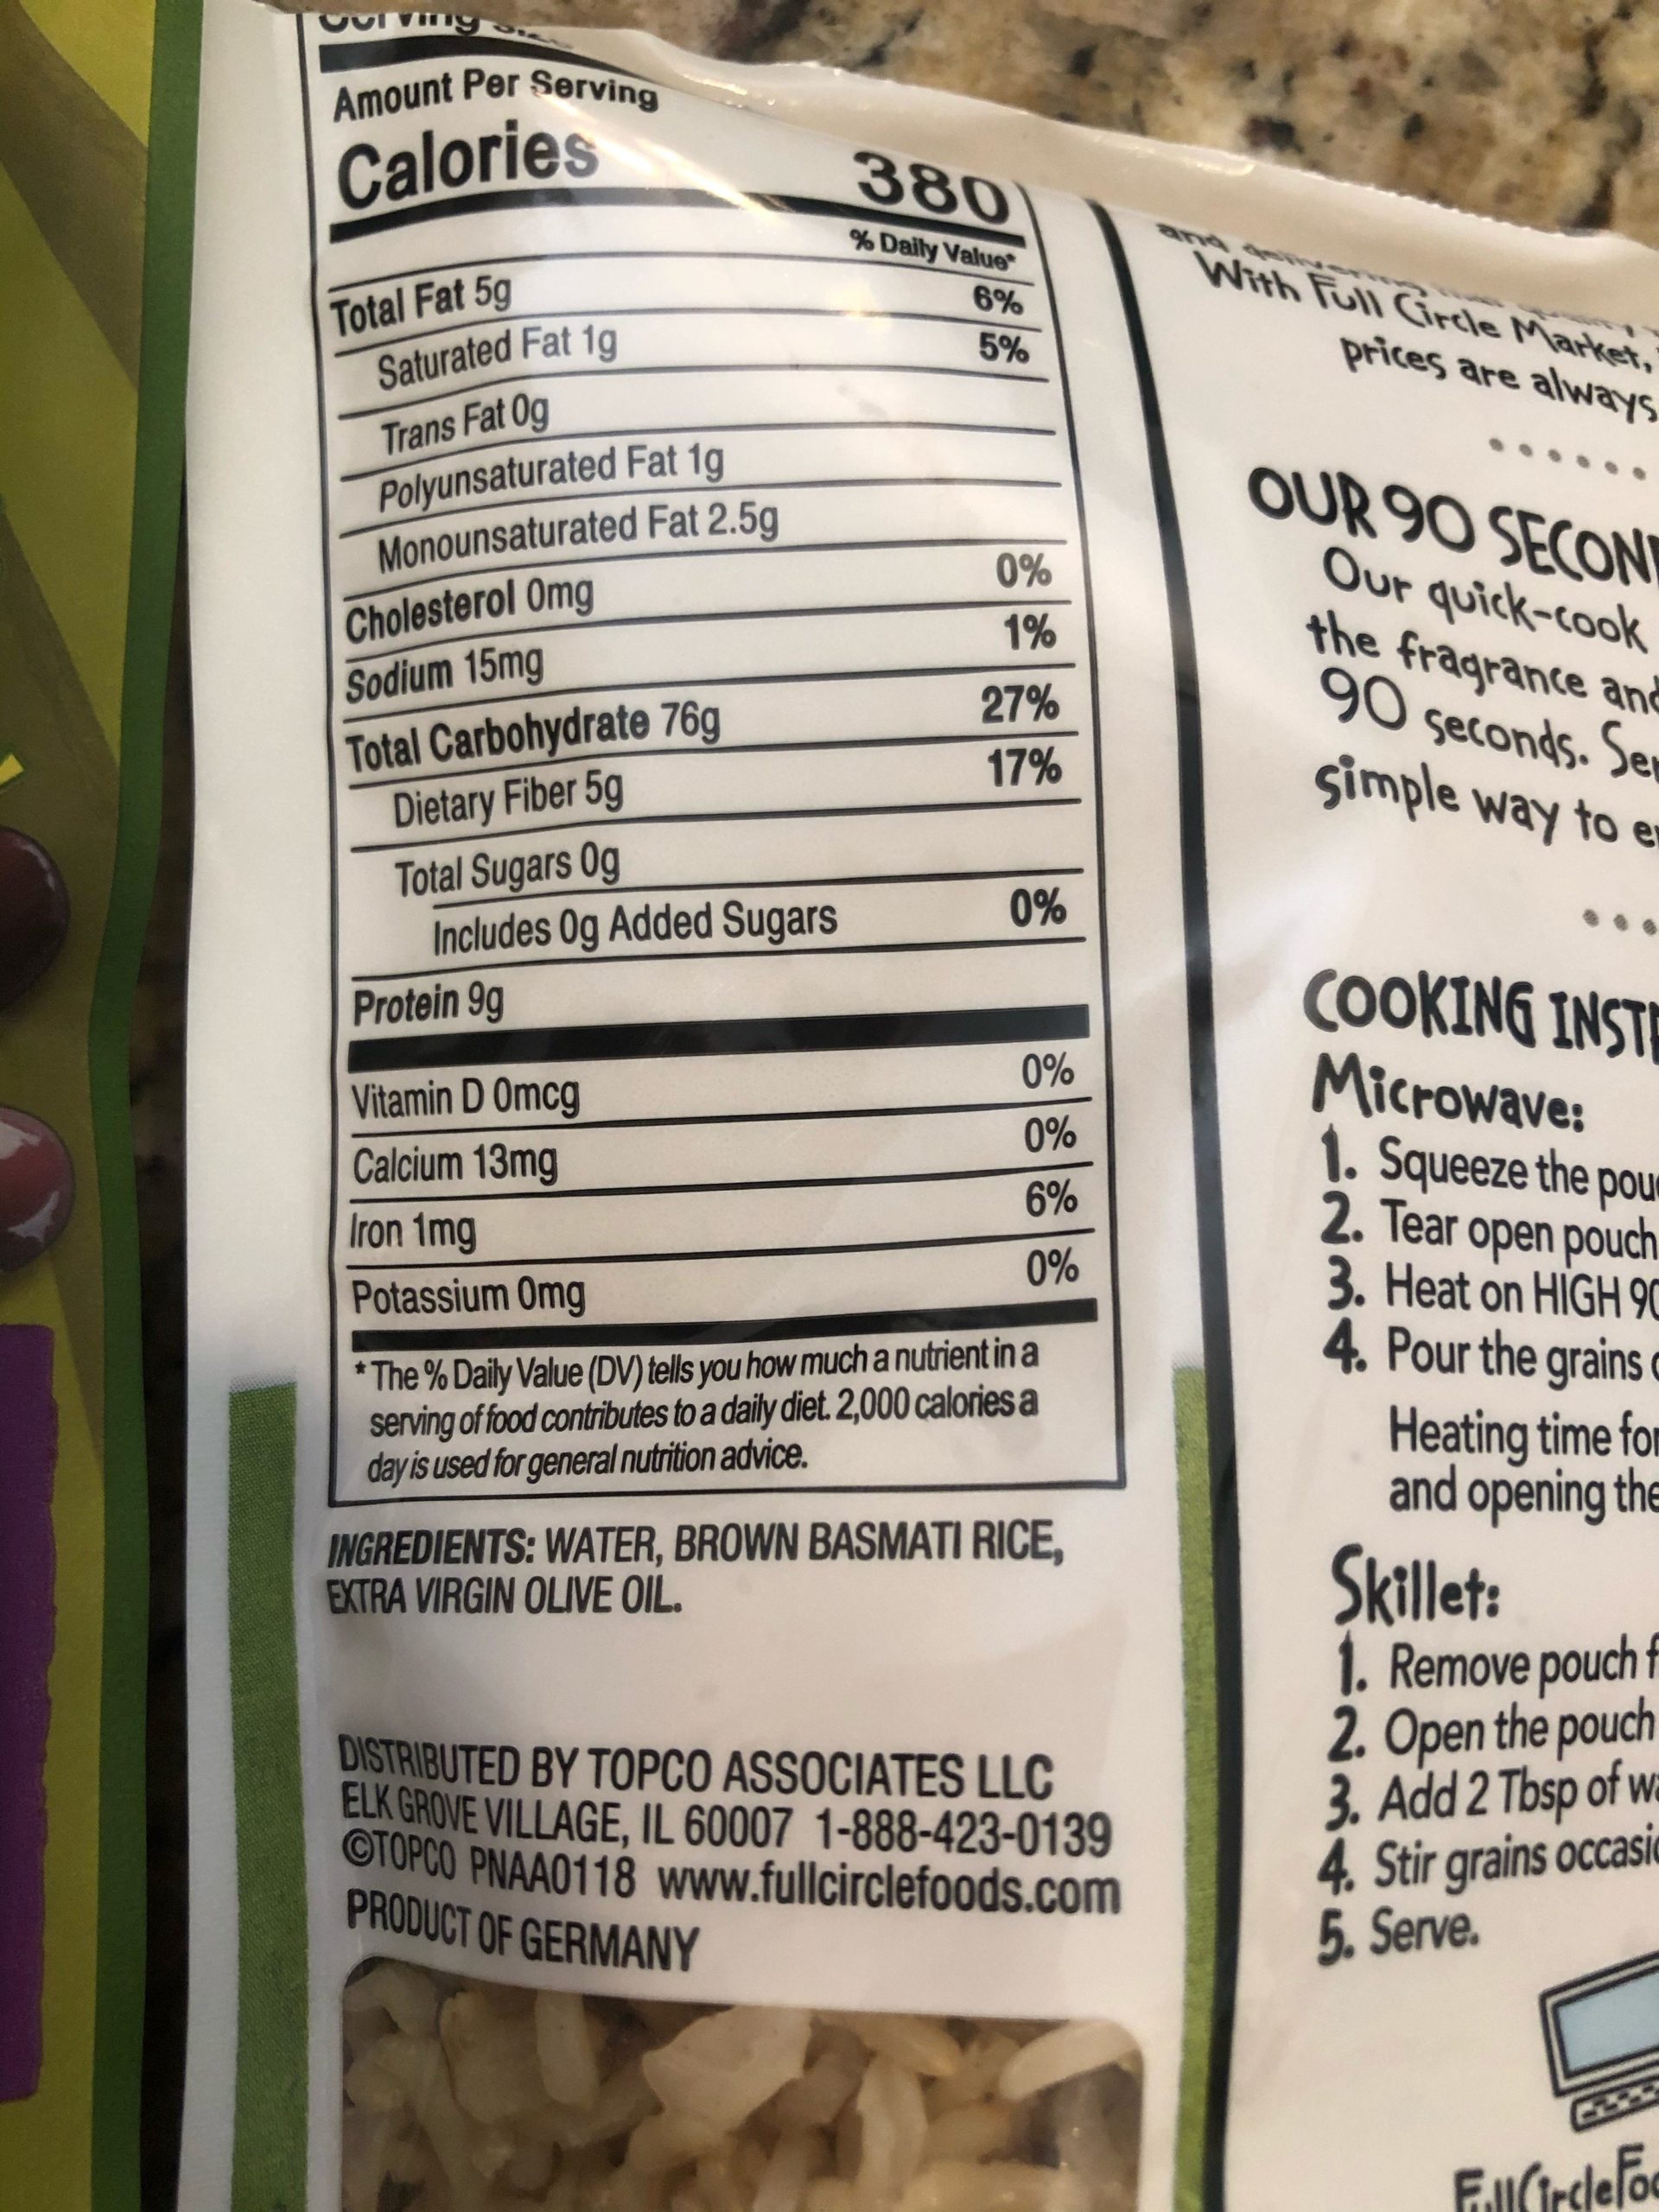 Serving Size
Amount Per Serving
Calories 380
% Daily Value*
Total Fat 5g 6%
Saturated Fat 1g 5%
Trans Fat 0g
Polyunsaturated Fat 1g
Monounsaturated Fat 2.5g
Cholesterol 0mg 0%
Sodium 15mg 1%
Total Carbohydrate 76g 27%
Dietary Fiber 5g 17%
Total Sugars 0g
Includes 0g Added Sugars 0%
Protein 9g
Vitamin D 0mcg 0%
Calcium 13mg 0%
Iron 1mg 6%
Potassium 0mg 0%
* The % Daily Value (DV) tells you how much a nutrient in a
serving of food contributes to a daily diet. 2,000 calories a
day is used for general nutrition advice.
INGREDIENTS: WATER, BROWN BASMATI RICE,
EXTRA VIRGIN OLIVE OIL.
DISTRIBUTED BY TOPCO ASSOCIATES LLC
ELK GROVE VILLAGE, IL 60007 1-888-423-0139
©TOPCO PNAA0118 www.fullcirclefoods.com
PRODUCT OF GERMANY
and
With Full Circle Market,
prices are always
OUR 90
Our quick-cook
the fragrance
90 seconds.
simple way to
COOKING
Microwave:
1. Squeeze the
2. Tear open pouch
3. Heat on HIGH
4. Pour the grains
Heating time
and opening
Skillet:
1. Remove pouch
2. Open the pouch
3. Add 2 Tbsp of
4. Stir grains
5. Serve.